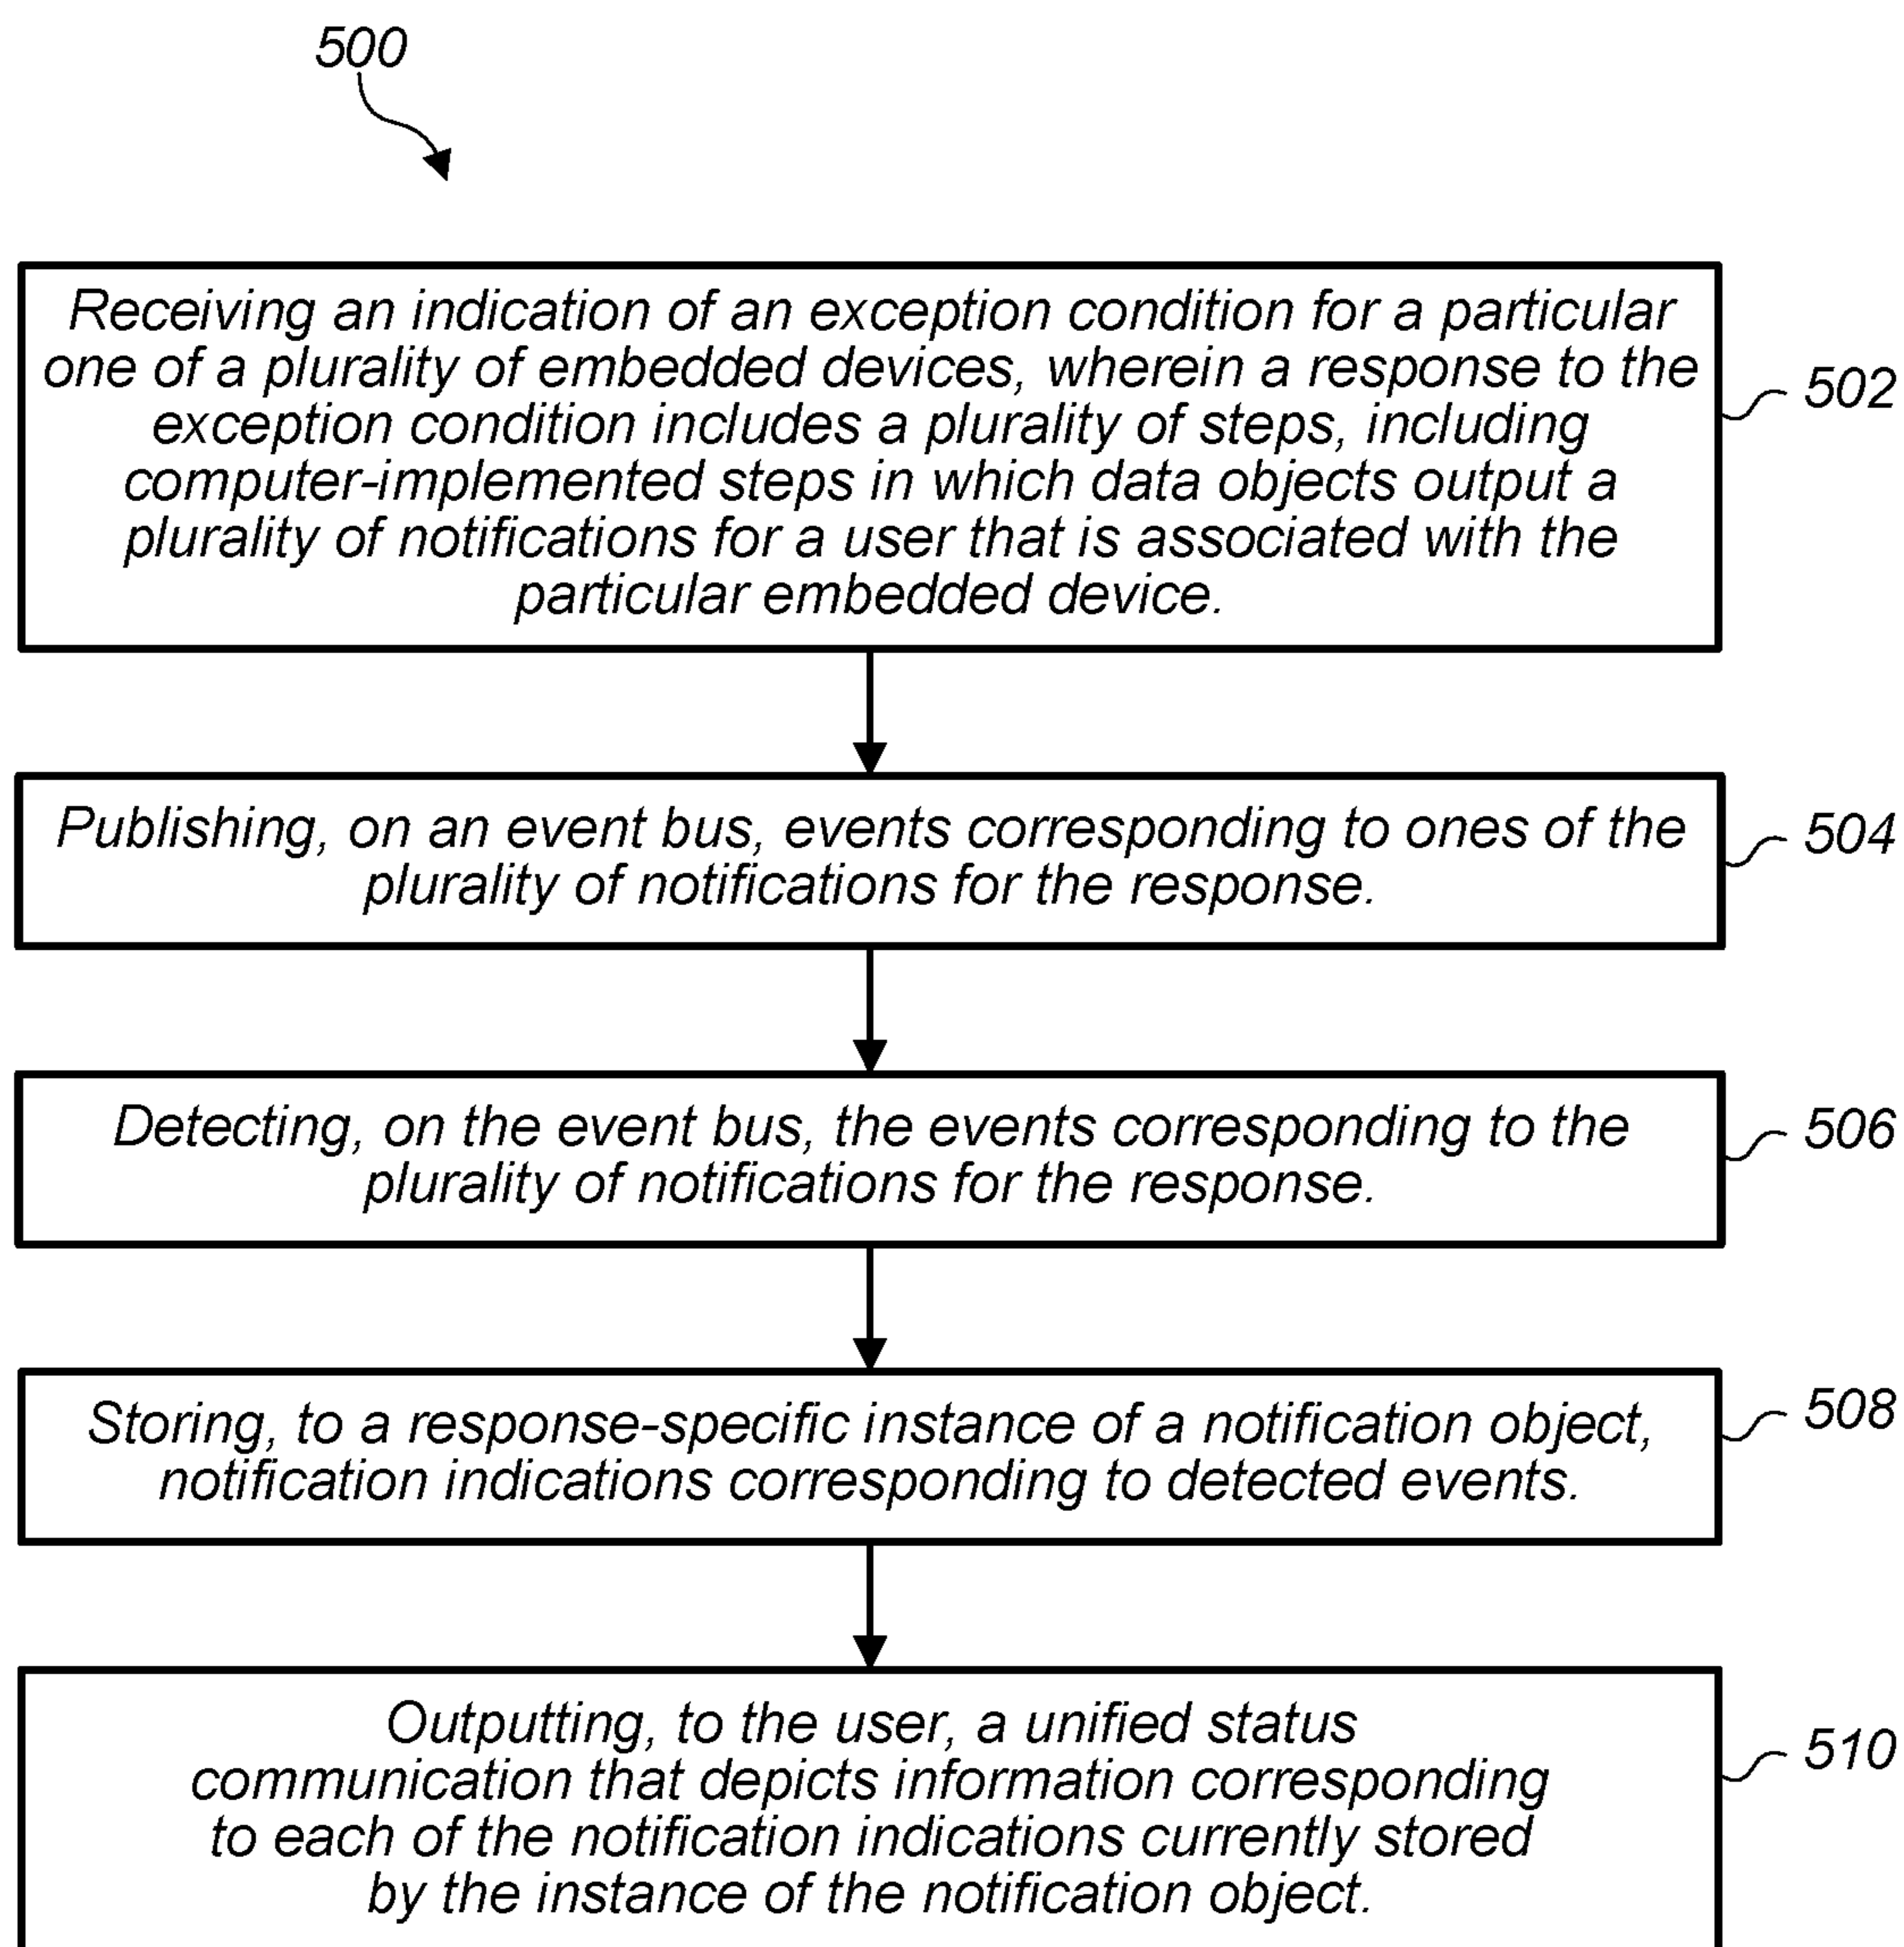 500
Receiving an indication of an exception condition for a particular
one of a plurality of embedded devices, wherein a response to the
exception condition includes a plurality of steps, including
computer-implemented steps in which data objects output a
plurality of notifications for a user that is associated with the
particular embedded device.
502
Publishing, on an event bus, events corresponding to ones of the
plurality of notifications for the response.
504
Detecting, on the event bus, the events corresponding to the
plurality of notifications for the response.
506
Storing, to a response-specific instance of a notification object,
notification indications corresponding to detected events.
508
Outputting, to the user, a unified status
communication that depicts information corresponding
to each of the notification indications currently stored
by the instance of the notification object.
510